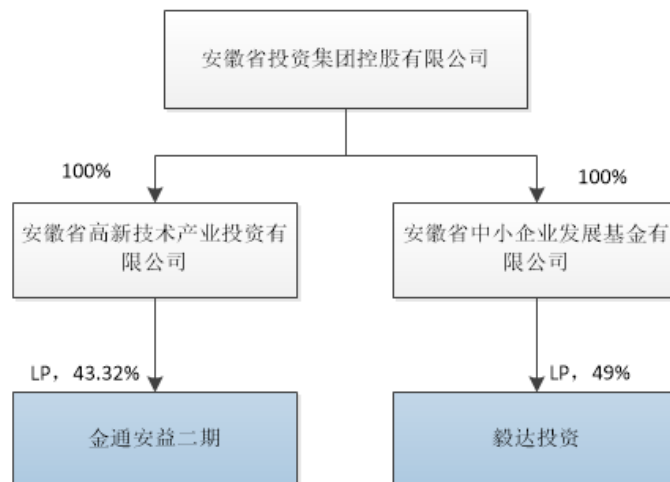 安徽省投资集团控股有限公司
100%
100%
安徽省高新技术产业投资有
限公司
安徽省中小企业发展基金有
限公司
LP，43.32%
LP，49%
金通安益二期
毅达投资